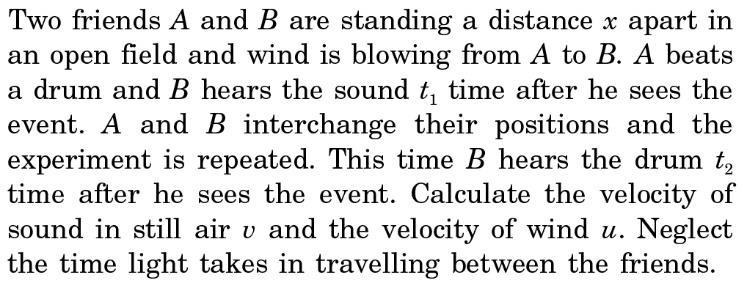 Two friends A and B are standing a distance x apart in
an open field and wind is blowing from A to B. A beats
a drum and B hears the sound t₁ time after he sees the
event. A and B interchange their positions and the
experiment is repeated. This time B hears the drum t₂
time after he sees the event. Calculate the velocity of
sound in still air v and the velocity of wind u. Neglect
the time light takes in travelling between the friends.